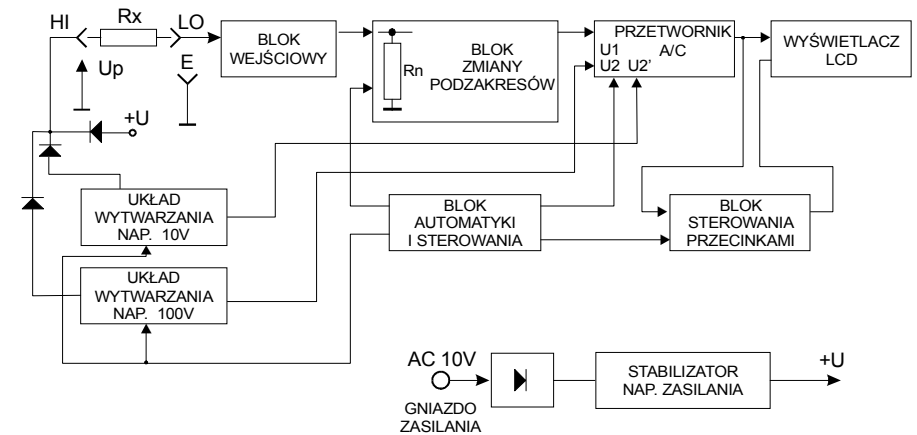 HI Rx LO
Up
E
+U
BLOK
WEJŚCIOWY
Rn
BLOK
ZMIANY
PODZAKRESÓW
PRZETWORNIK
A/C
U1
U2 U2'
WYŚWIETLACZ
LCD
UKŁAD
WYTWARZANIA
NAP. 10V
UKŁAD
WYTWARZANIA
NAP. 100V
BLOK
AUTOMATYKI
I STEROWANIA
BLOK
STEROWANIA
PRZECINKAMI
AC 10V
GNIAZDO
ZASILANIA
STABILIZATOR
NAP. ZASILANIA
+U